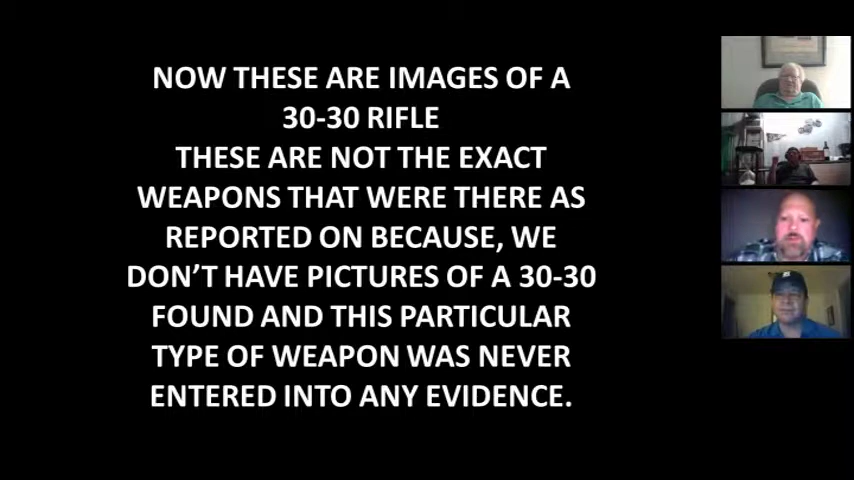 NOW THESE ARE IMAGES OF A
30-30 RIFLE
THESE ARE NOT THE EXACT
WEAPONS THAT WERE THERE AS
REPORTED ON BECAUSE, WE
DON'T HAVE PICTURES OF A 30-30
FOUND AND THIS PARTICULAR
TYPE OF WEAPON WAS NEVER
ENTERED INTO ANY EVIDENCE.